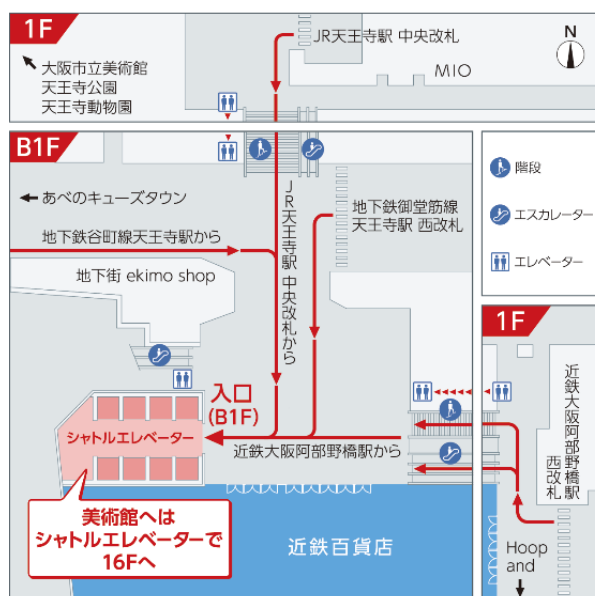 1F
JR天王寺駅 中央改札
N
大阪市立美術館
天王寺公園
天王寺動物園
MIO
B1F
あべのキューズタウン
地下鉄谷町線天王寺駅から
JR天王寺駅 中央改札から
地下鉄御堂筋線
天王寺駅 西改札
階段
エスカレーター
エレベーター
地下街 ekimo shop
1F
入口
(B1F)
シャトルエレベーター
近鉄大阪阿部野橋駅から
近鉄大阪阿部野橋駅
西改札
美術館へは
シャトルエレベーターで
16Fへ
近鉄百貨店
Hoop
and